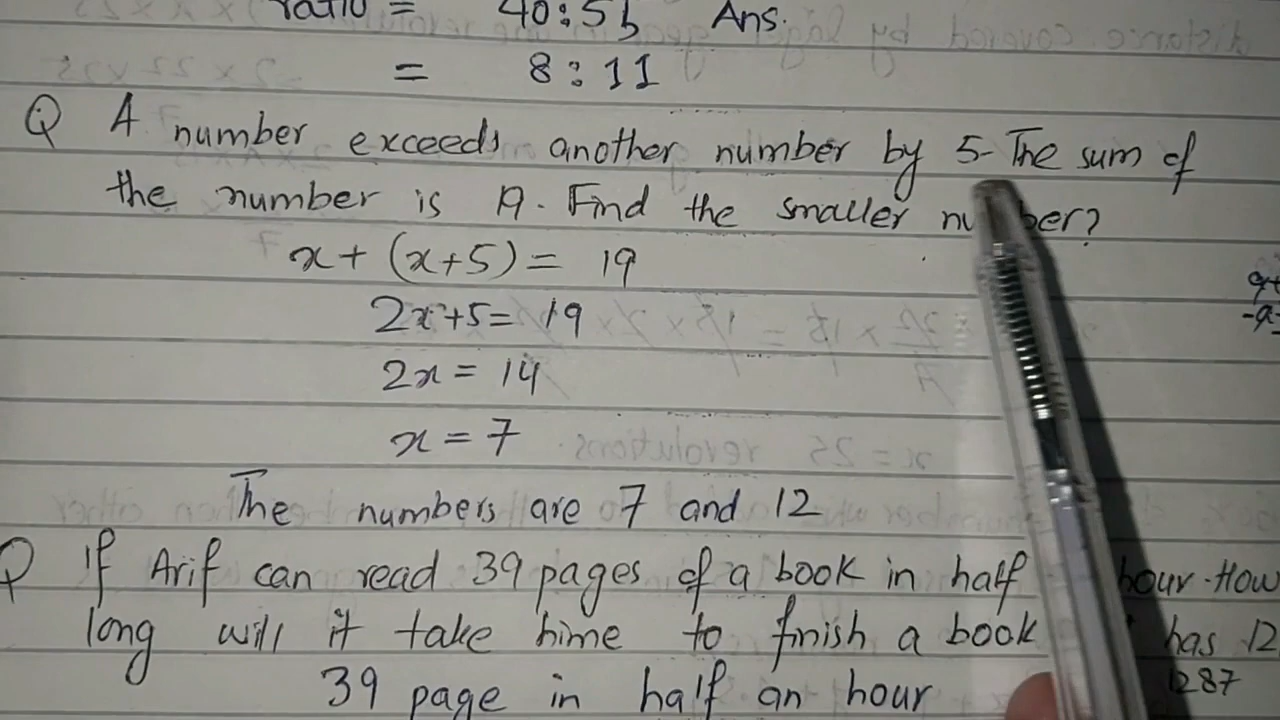 ratio = 40:55 Ans.
= 8:11
Q A number exceeds another number by 5. The sum of
the number is 19. Find the smaller number?
x + (x+5) = 19
2x+5 = 19
2x = 14
x = 7
The numbers are 7 and 12
Q If Arif can read 39 pages of a book in half hour. How
long will it take hime to finish a book has 12
1287
39 page in half an hour